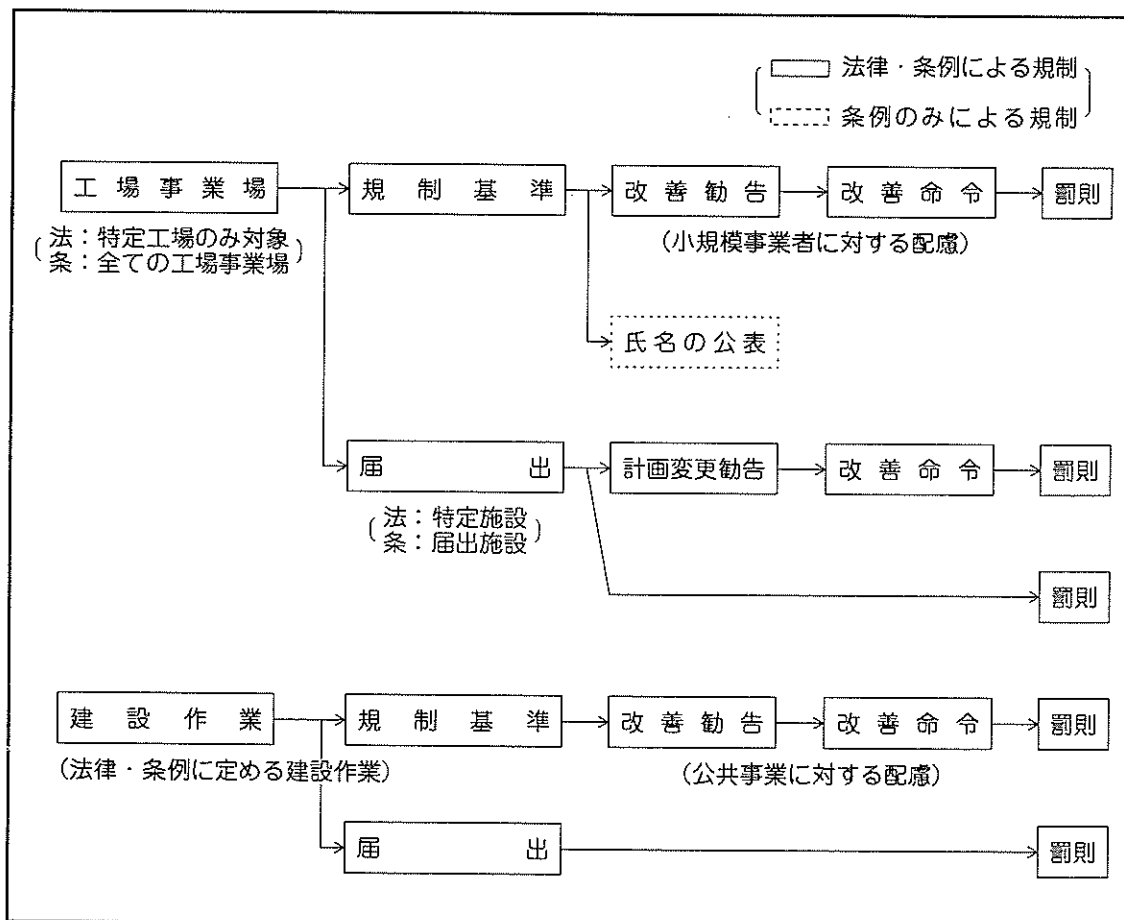 法律・条例による規制
条例のみによる規制
工場事業場 規制基準 改善勧告 改善命令 罰則
法：特定工場のみ対象
条：全ての工場事業場
(小規模事業者に対する配慮)
氏名の公表
届出 計画変更勧告 改善命令 罰則
法：特定施設
条：届出施設
罰則
建設作業 規制基準 改善勧告 改善命令 罰則
(法律・条例に定める建設作業)
(公共事業に対する配慮)
届出 罰則